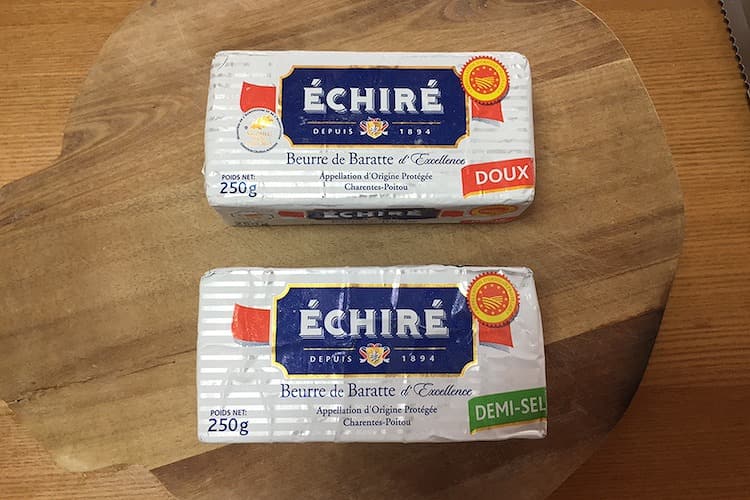 ÉCHIRÉ
DEPUIS 1894
Beurre de Baratte d'Excellence
Appellation d'Origine Protégée
Charentes-Poitou
POIDS NET:
250g
DOUX
ÉCHIRÉ
ÉCHIRÉ
DEPUIS 1894
Beurre de Baratte d'Excellence
Appellation d'Origine Protégée
Charentes-Poitou
POIDS NET:
250g
DEMI-SEL